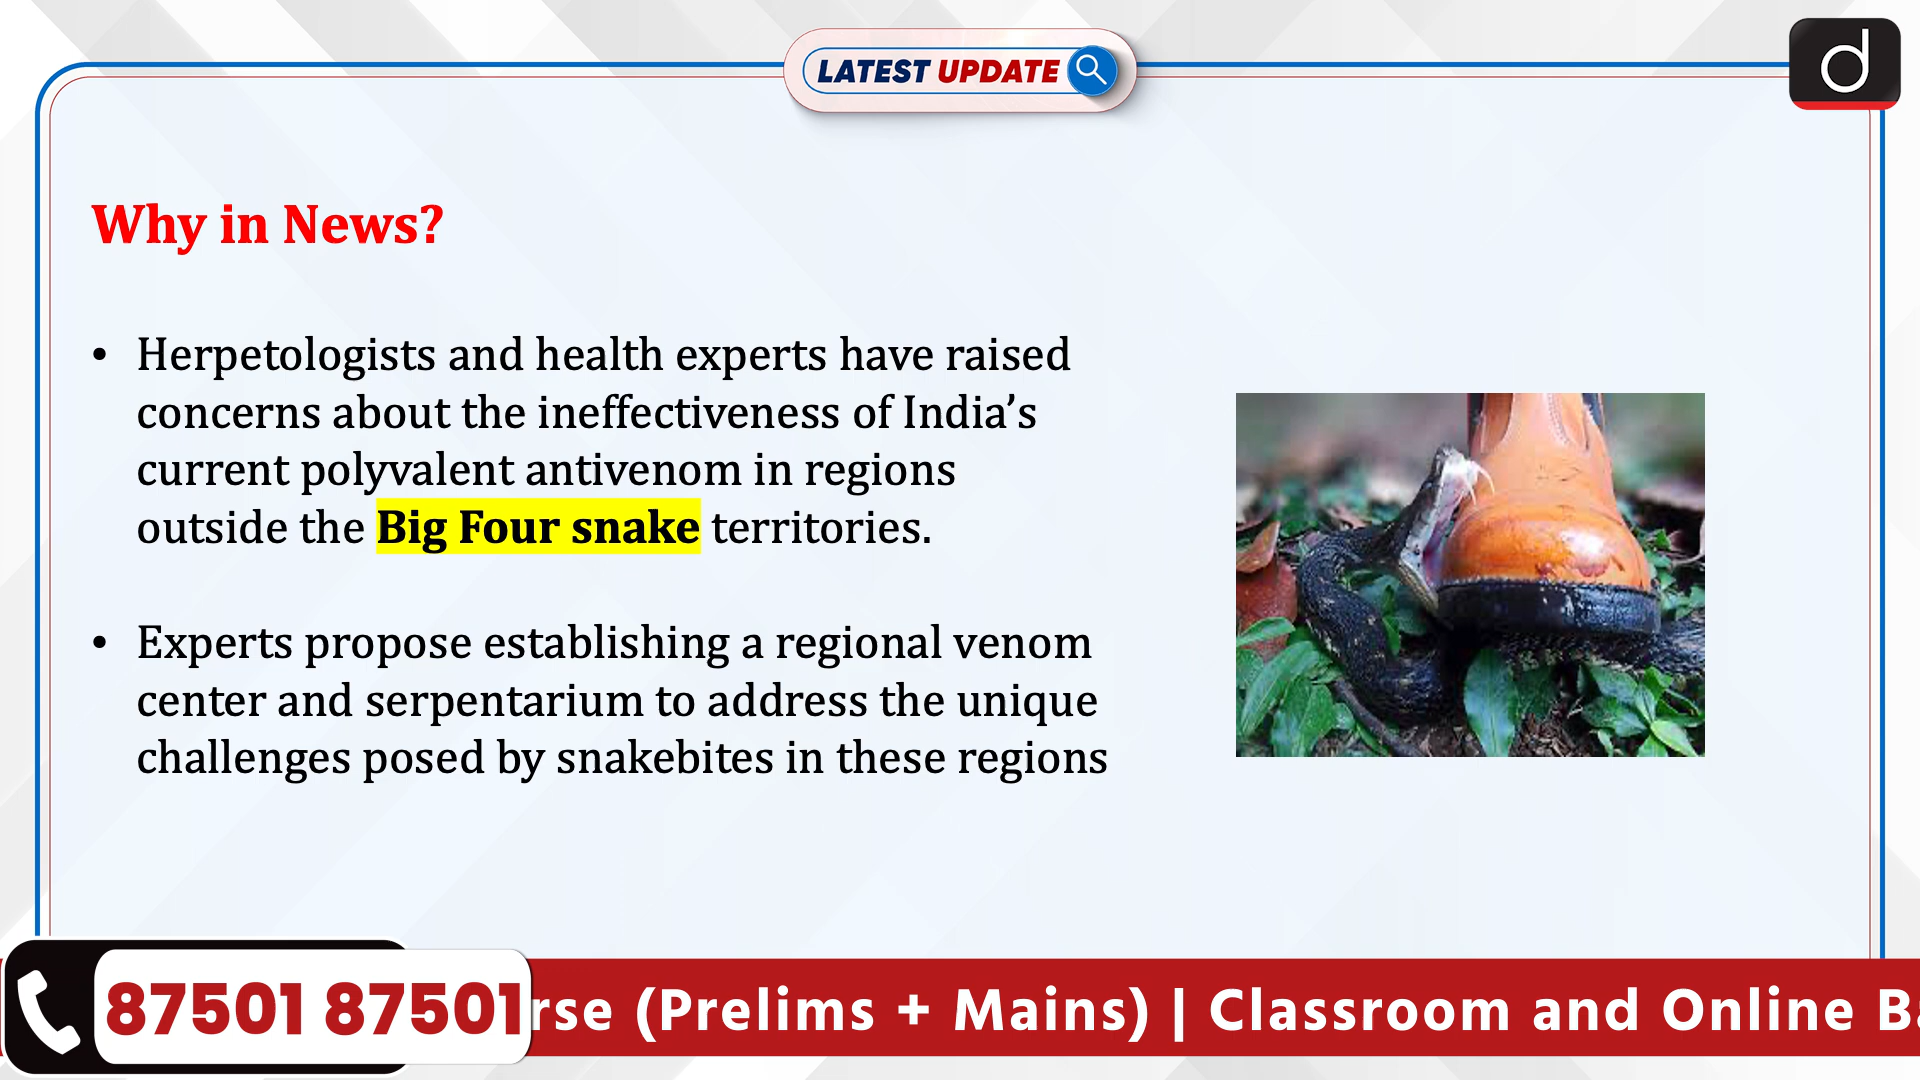 LATEST UPDATE
d
Why in News?
• Herpetologists and health experts have raised
concerns about the ineffectiveness of India’s
current polyvalent antivenom in regions
outside the Big Four snake territories.
• Experts propose establishing a regional venom
center and serpentarium to address the unique
challenges posed by snakebites in these regions
87501 87501 rse (Prelims + Mains) | Classroom and Online Ba